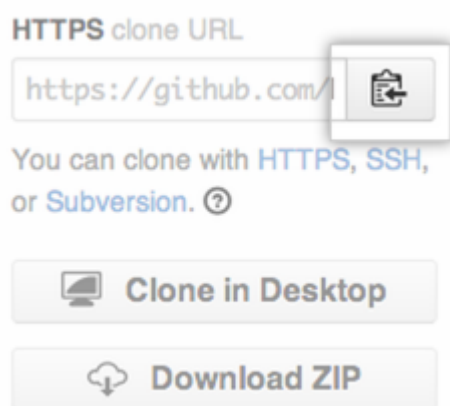 HTTPS clone URL
https://github.com/
You can clone with HTTPS, SSH,
or Subversion.
Clone in Desktop
Download ZIP